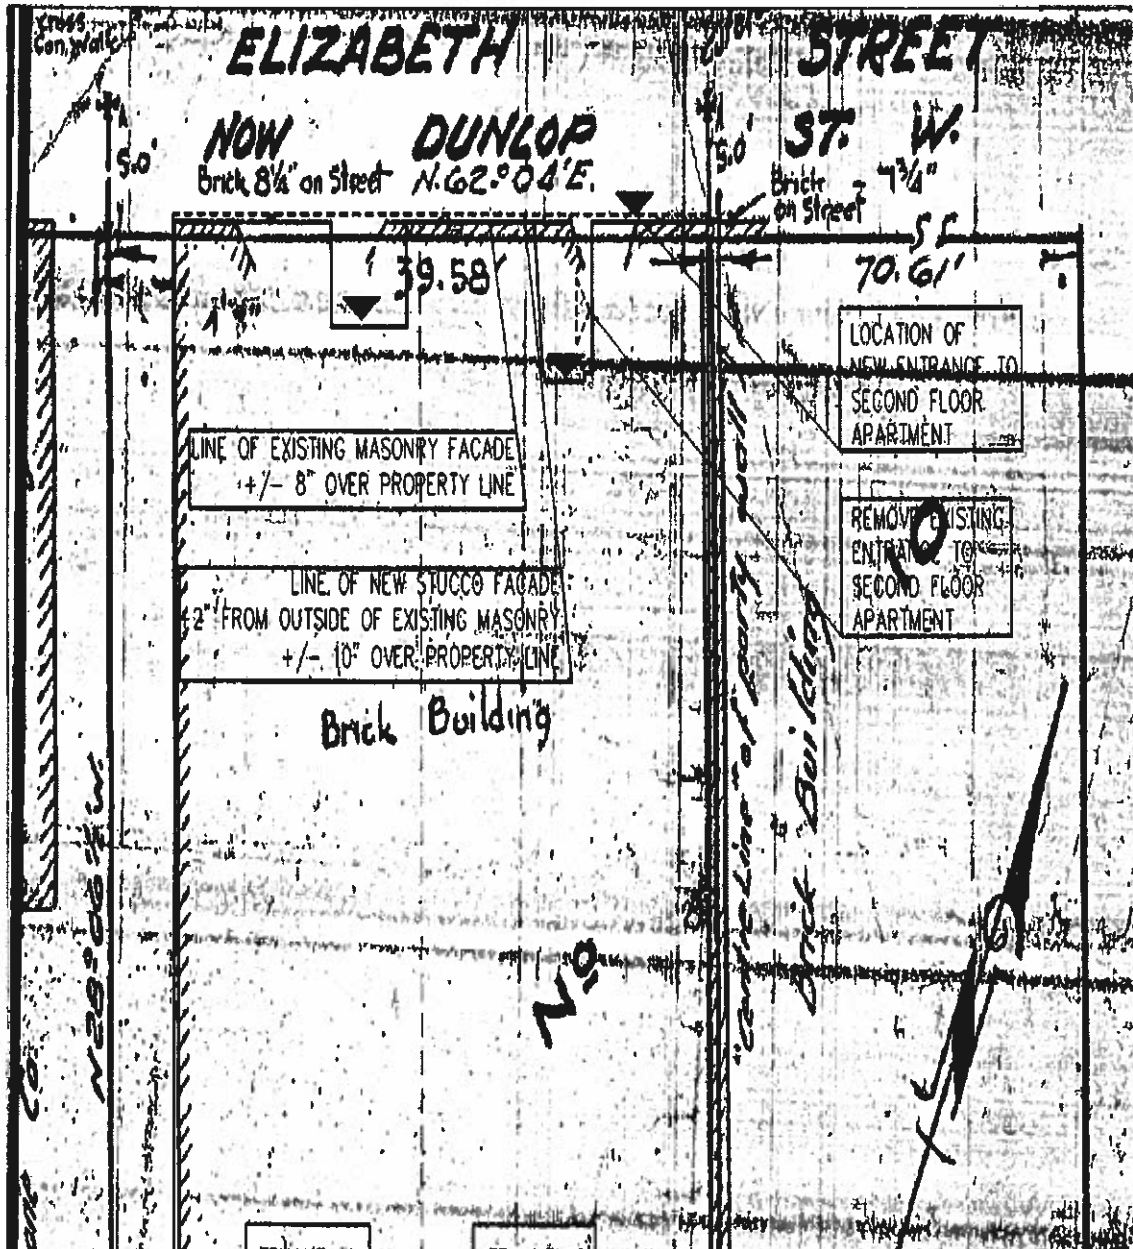 Cross
ELIZABETH STREET
NOW DUNLOP ST. W.
5.0'
5.0'
Brick 8¼" on Street
N.62°04'E.
Brick
on Street
39.58'
70.61'
LOCATION OF
NEW ENTRANCE TO
SECOND FLOOR
APARTMENT
LINE OF EXISTING MASONRY FACADE
+/- 8" OVER PROPERTY LINE
REMOVE EXISTING
ENTRANCE TO
SECOND FLOOR
APARTMENT
LINE OF NEW STUCCO FACADE
2" FROM OUTSIDE OF EXISTING MASONRY
+/- 10" OVER PROPERTY LINE
Brick Building
Centre Line of party wall
Brick Building
No